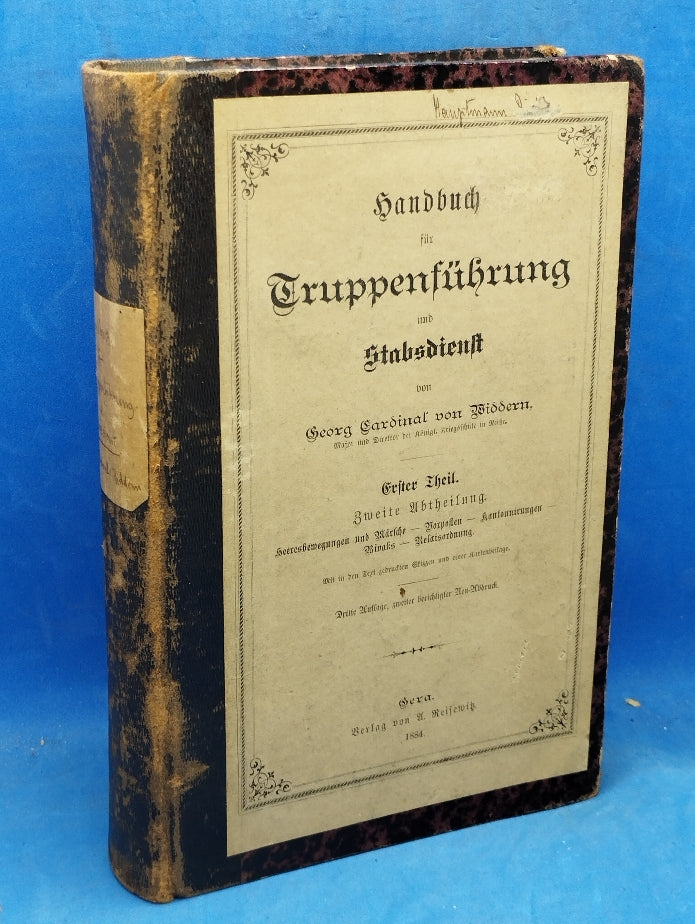 Hauptmann
Handbuch
für
Truppenführung
und
Stabsdienst
von
Georg Cardinal von Widdern,
Major und Direktor der Königl. Kriegsschule in Neiße.
Erster Theil.
Zweite Abtheilung.
Heeresbewegungen und Märsche — Vorposten — Kantonnirungen —
Bivaks — Relaisordnung.
Mit in den Text gedruckten Skizzen und einer Kartenbeilage.
Dritte Auflage, zweiter berichtigter Neu-Abdruck.
Gera.
Verlag von A. Reisewitz.
1884.